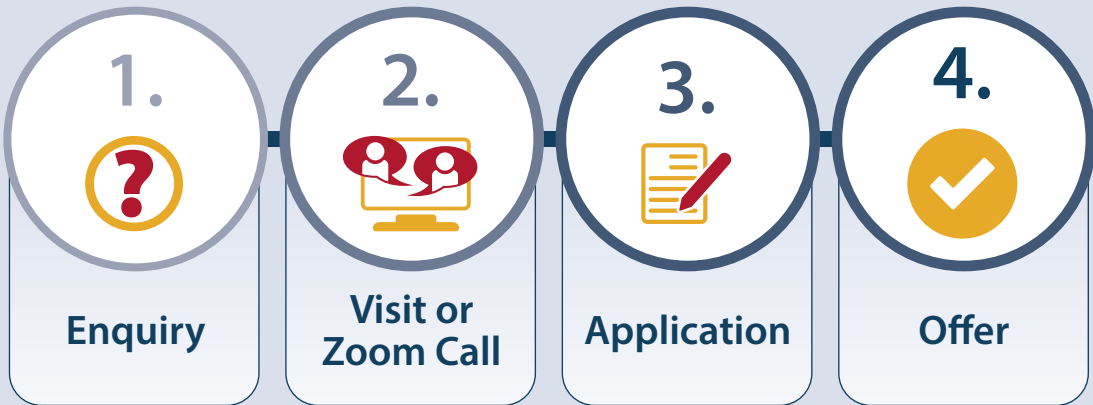 1.
2.
3.
4.
?
Enquiry
Visit or
Zoom Call
Application
Offer